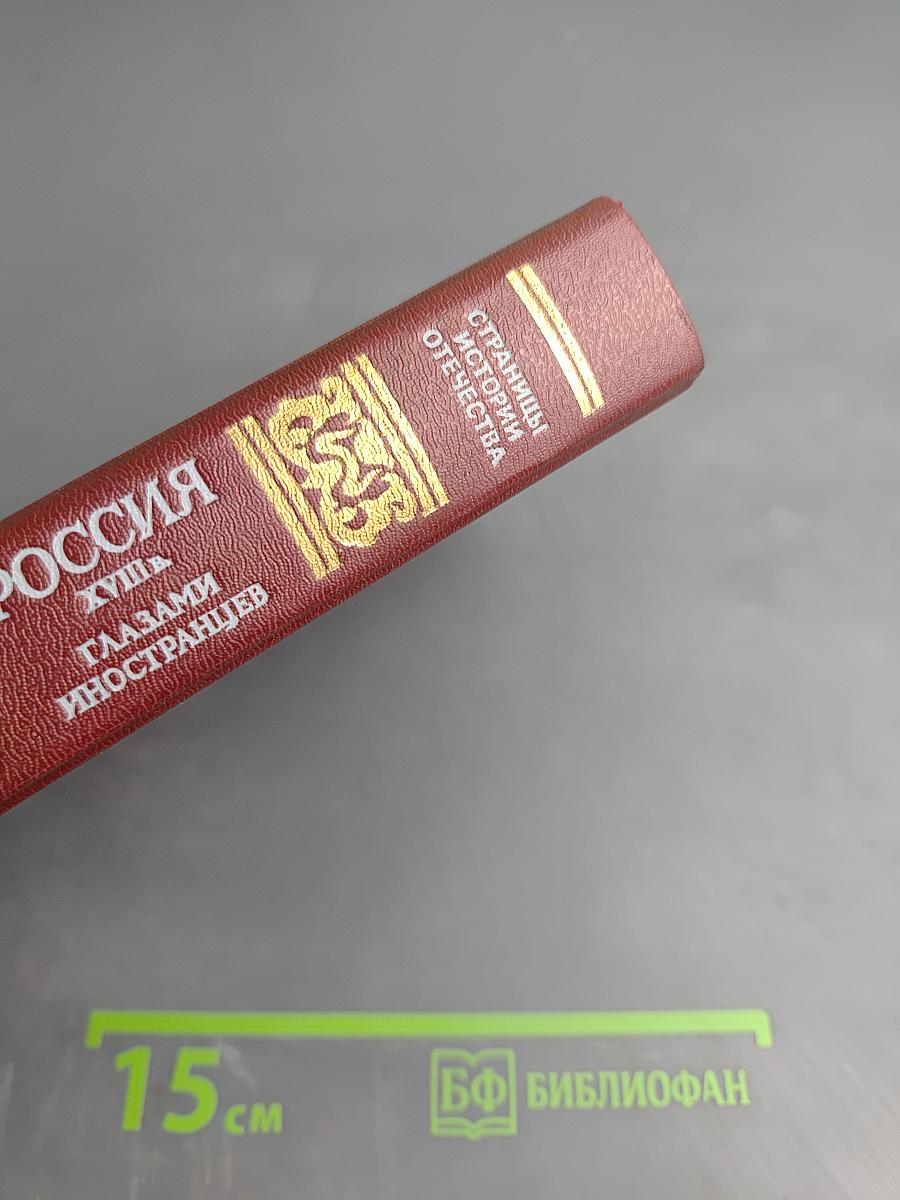 СТРАНИЦЫ
ИСТОРИИ
ОТЕЧЕСТВА
РОССИЯ
XVIII в.
ГЛАЗАМИ
ИНОСТРАНЦЕВ
15 см
БФ БИБЛИОФАН